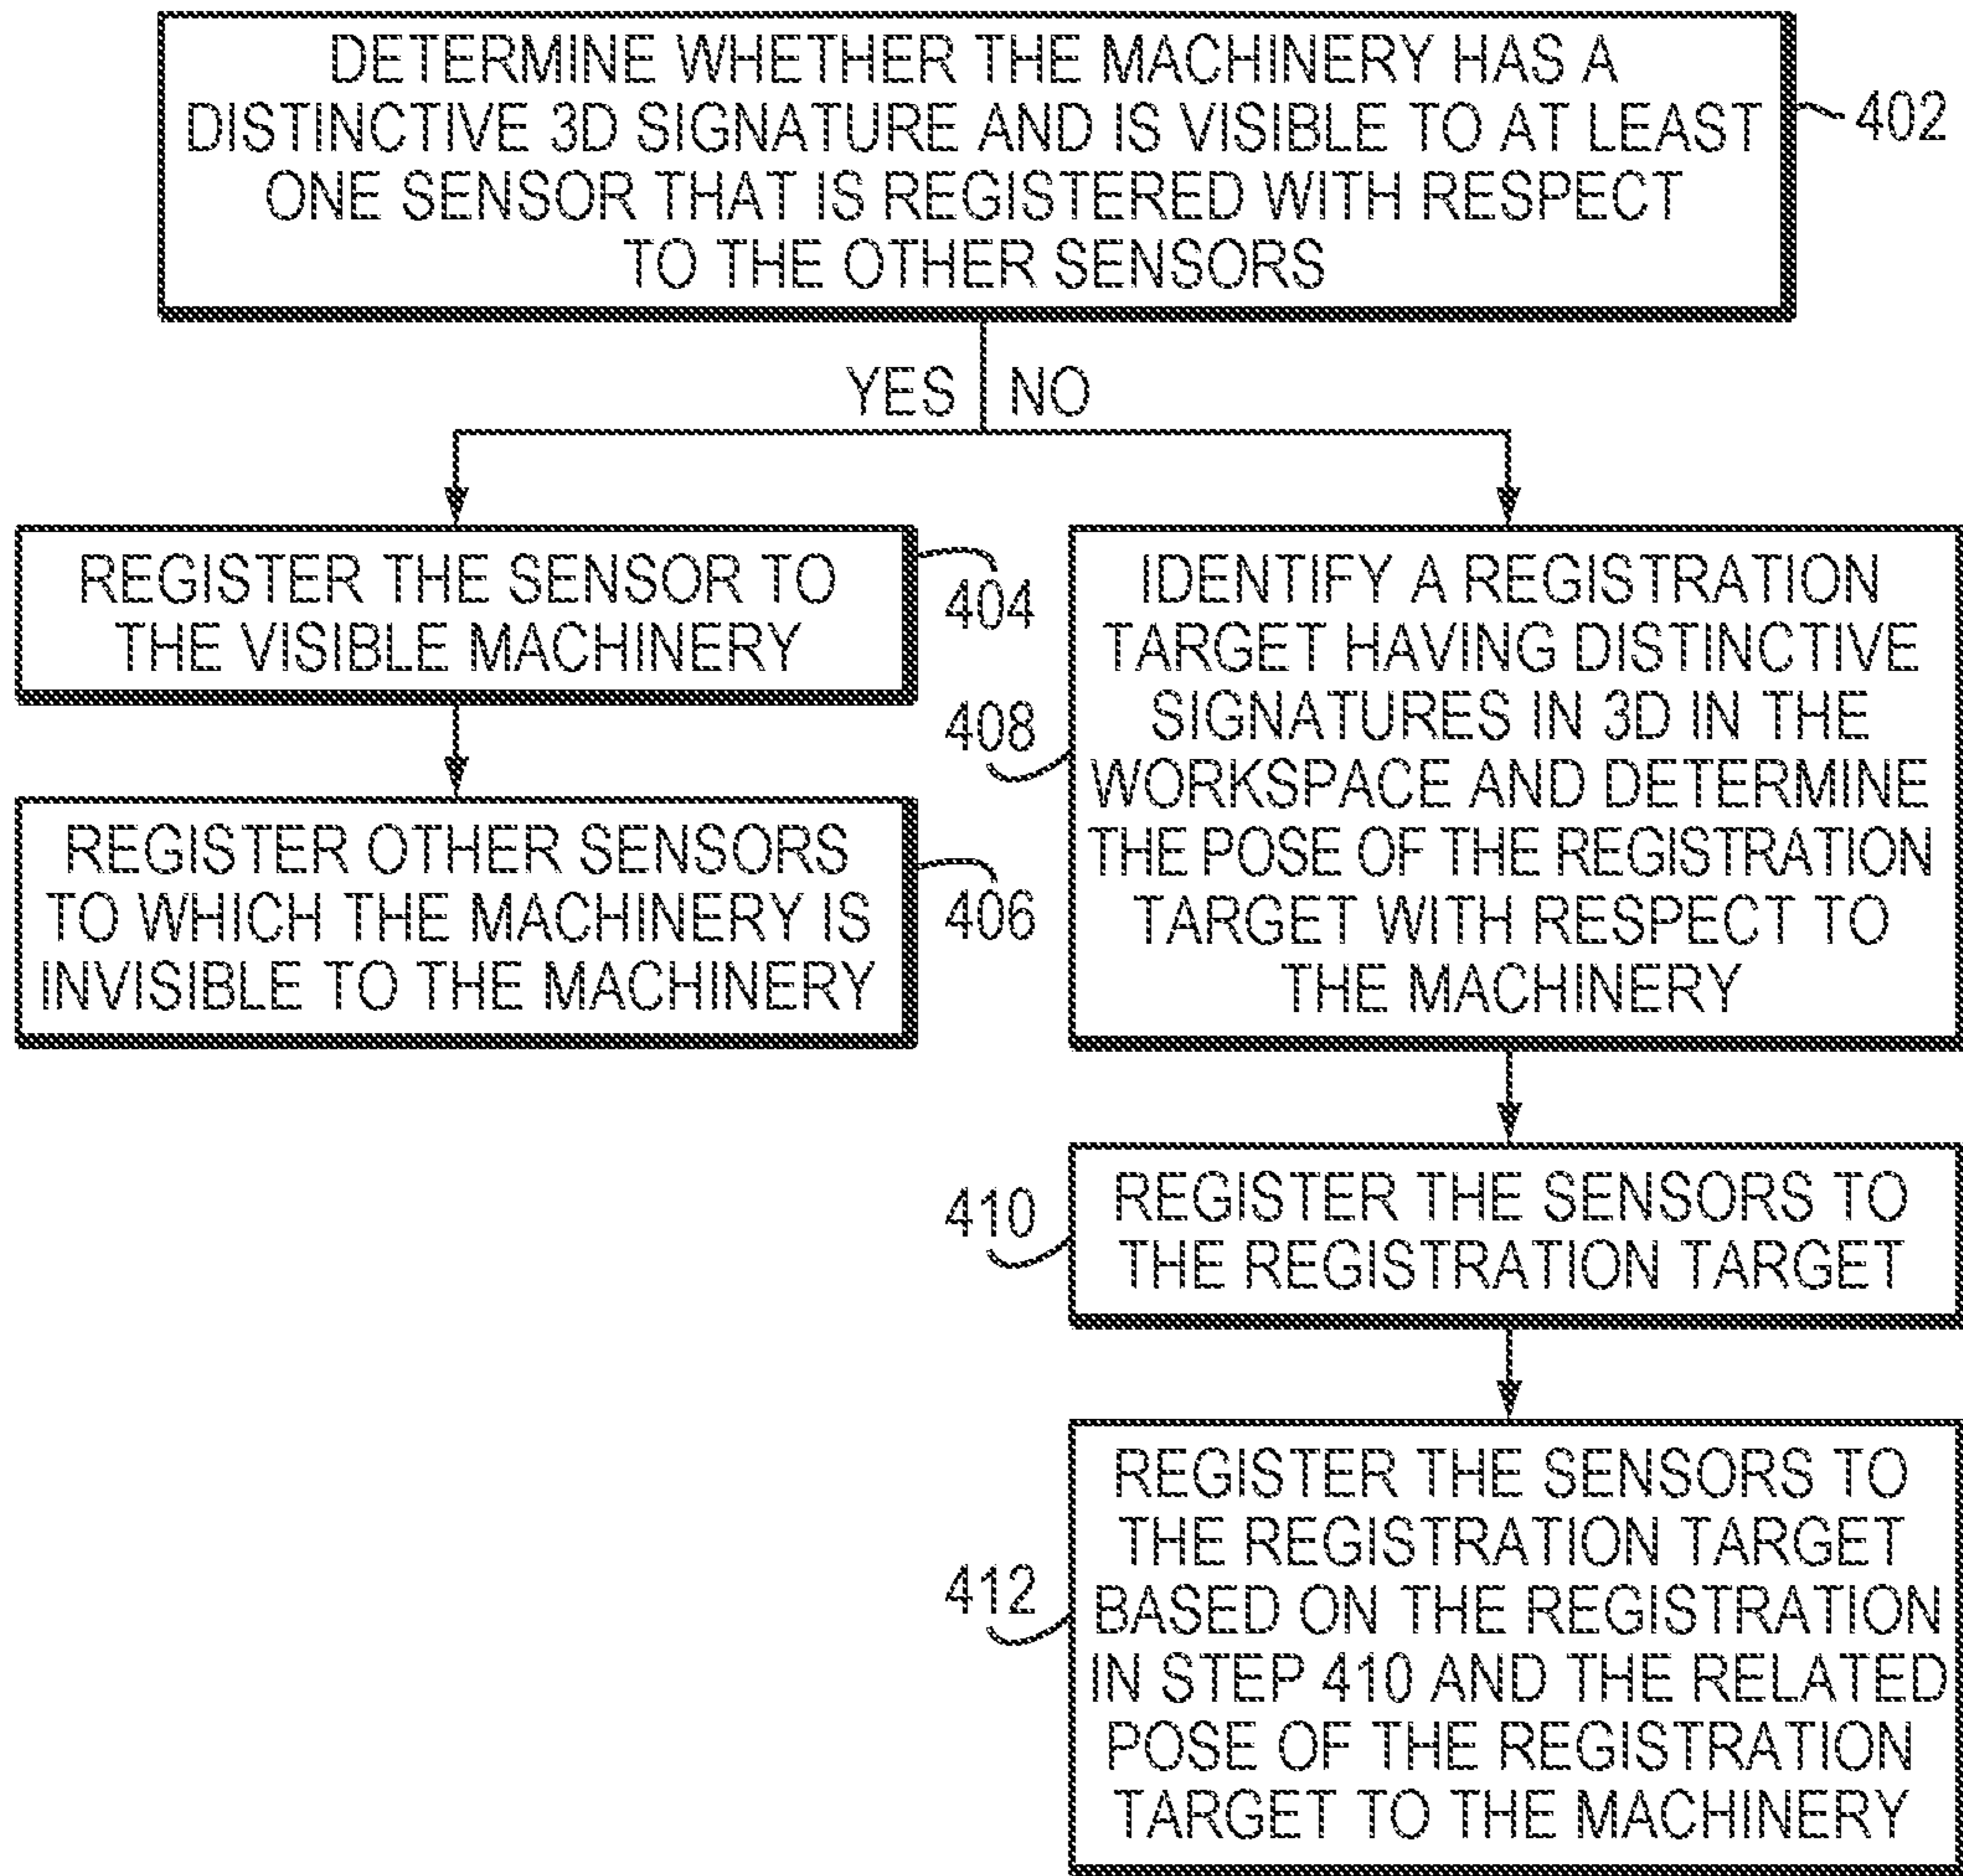 DETERMINE WHETHER THE MACHINERY HAS A
DISTINCTIVE 3D SIGNATURE AND IS VISIBLE TO AT LEAST
ONE SENSOR THAT IS REGISTERED WITH RESPECT
TO THE OTHER SENSORS
402
YES NO
REGISTER THE SENSOR TO
THE VISIBLE MACHINERY
404
REGISTER OTHER SENSORS
TO WHICH THE MACHINERY IS
INVISIBLE TO THE MACHINERY
406
408
IDENTIFY A REGISTRATION
TARGET HAVING DISTINCTIVE
SIGNATURES IN 3D IN THE
WORKSPACE AND DETERMINE
THE POSE OF THE REGISTRATION
TARGET WITH RESPECT TO
THE MACHINERY
410
REGISTER THE SENSORS TO
THE REGISTRATION TARGET
412
REGISTER THE SENSORS TO
THE REGISTRATION TARGET
BASED ON THE REGISTRATION
IN STEP 410 AND THE RELATED
POSE OF THE REGISTRATION
TARGET TO THE MACHINERY